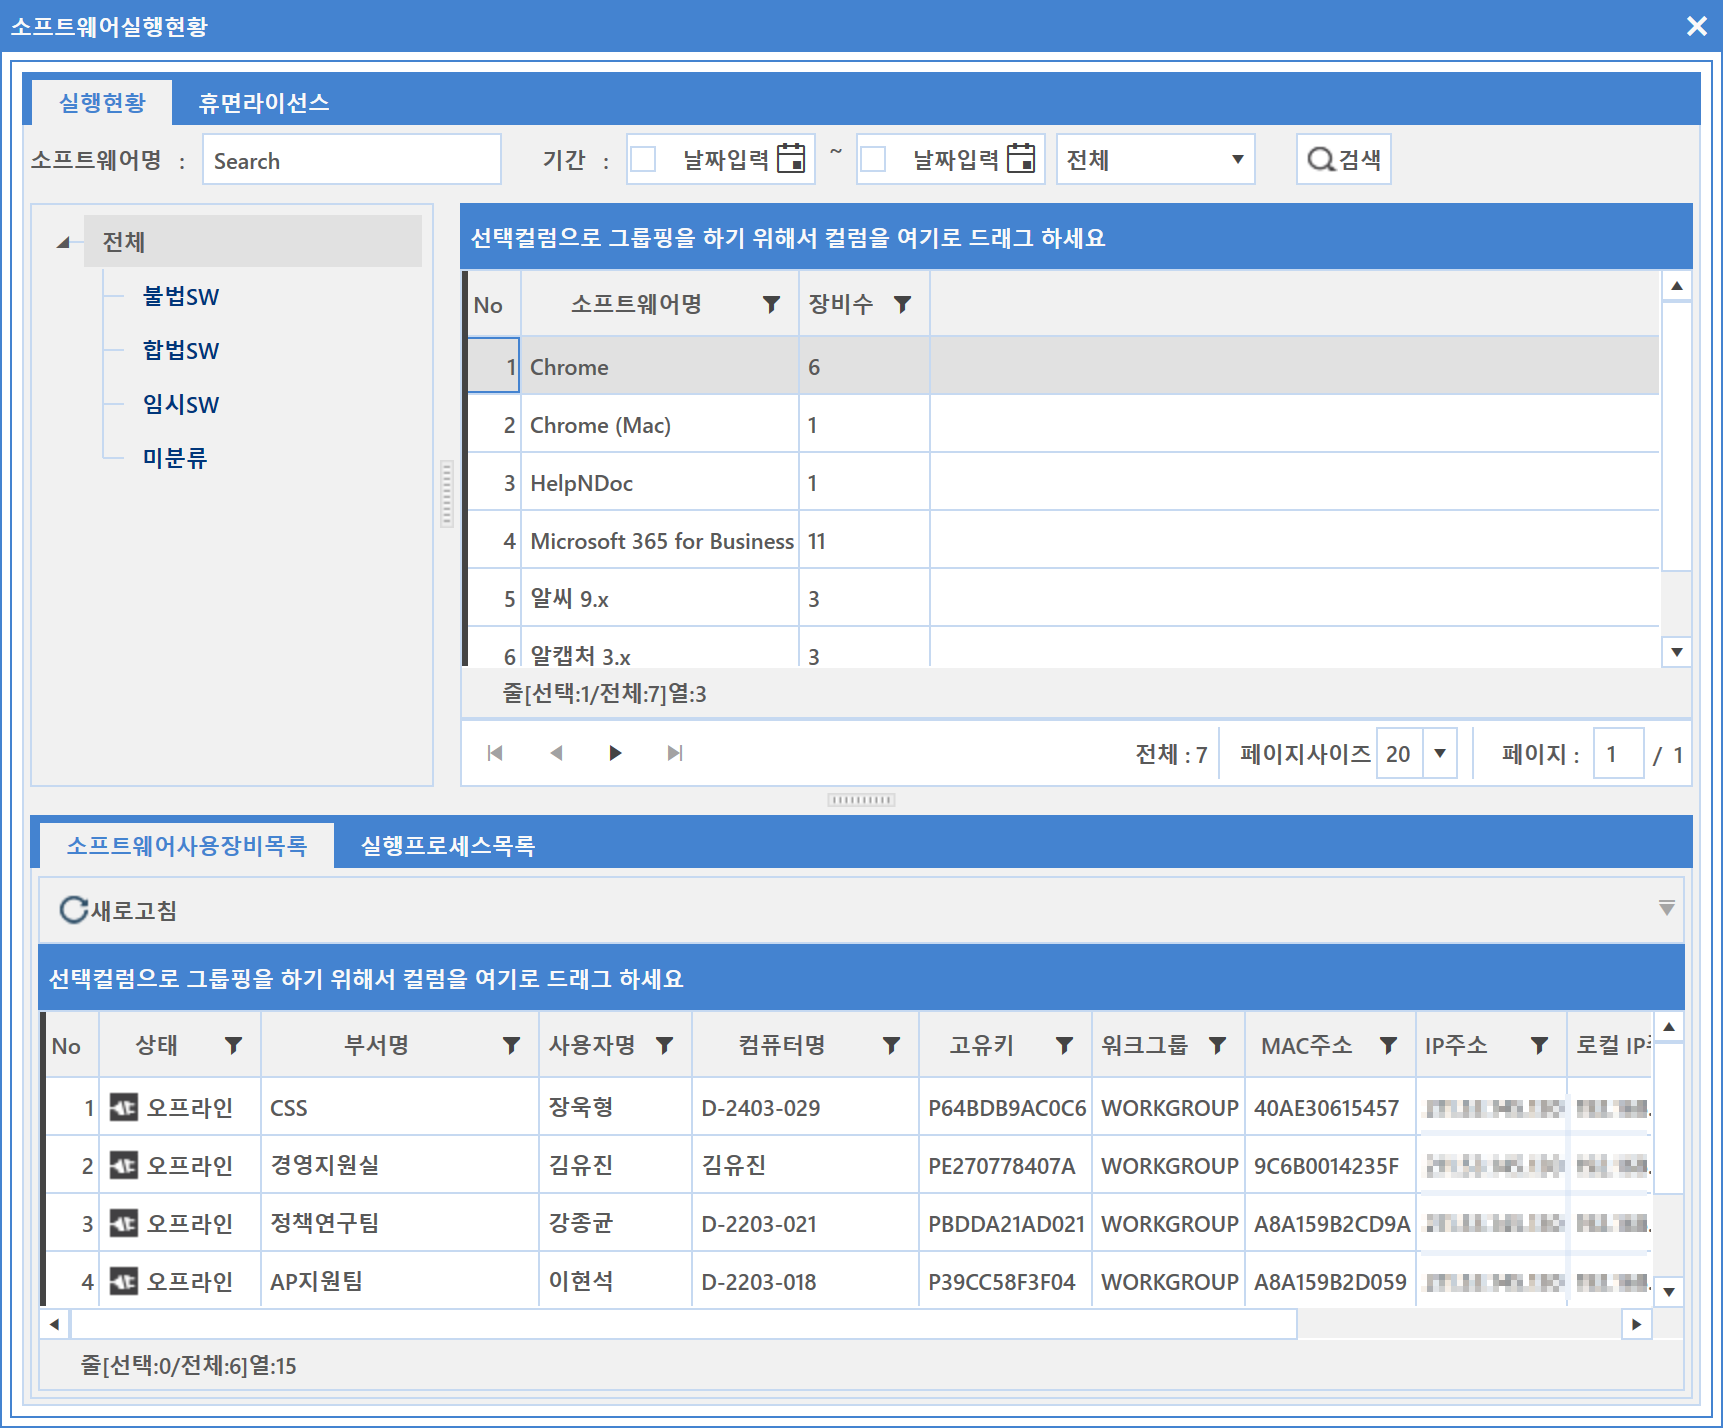 소프트웨어실행현황
실행현황 휴면라이선스
소프트웨어명 : Search 기간 : 날짜입력 ~ 날짜입력 전체 검색
전체
불법SW
합법SW
임시SW
미분류
선택컬럼으로 그룹핑을 하기 위해서 컬럼을 여기로 드래그 하세요
No 소프트웨어명 장비수
1 Chrome 6
2 Chrome (Mac) 1
3 HelpNDoc 1
4 Microsoft 365 for Business 11
5 알씨 9.x 3
6 알캡처 3.x 3
줄[선택:1/전체:7]열:3
전체 : 7 페이지사이즈 20 페이지 : 1 / 1
소프트웨어사용장비목록 실행프로세스목록
새로고침
선택컬럼으로 그룹핑을 하기 위해서 컬럼을 여기로 드래그 하세요
No 상태 부서명 사용자명 컴퓨터명 고유키 워크그룹 MAC주소 IP주소 로컬
1 오프라인 CSS 장욱형 D-2403-029 P64BDB9AC0C6 WORKGROUP 40AE30615457
2 오프라인 경영지원실 김유진 김유진 PE270778407A WORKGROUP 9C6B0014235F
3 오프라인 정책연구팀 강종균 D-2203-021 PBDDA21AD021 WORKGROUP A8A159B2CD9A
4 오프라인 AP지원팀 이현석 D-2203-018 P39CC58F3F04 WORKGROUP A8A159B2D059
줄[선택:0/전체:6]열:15